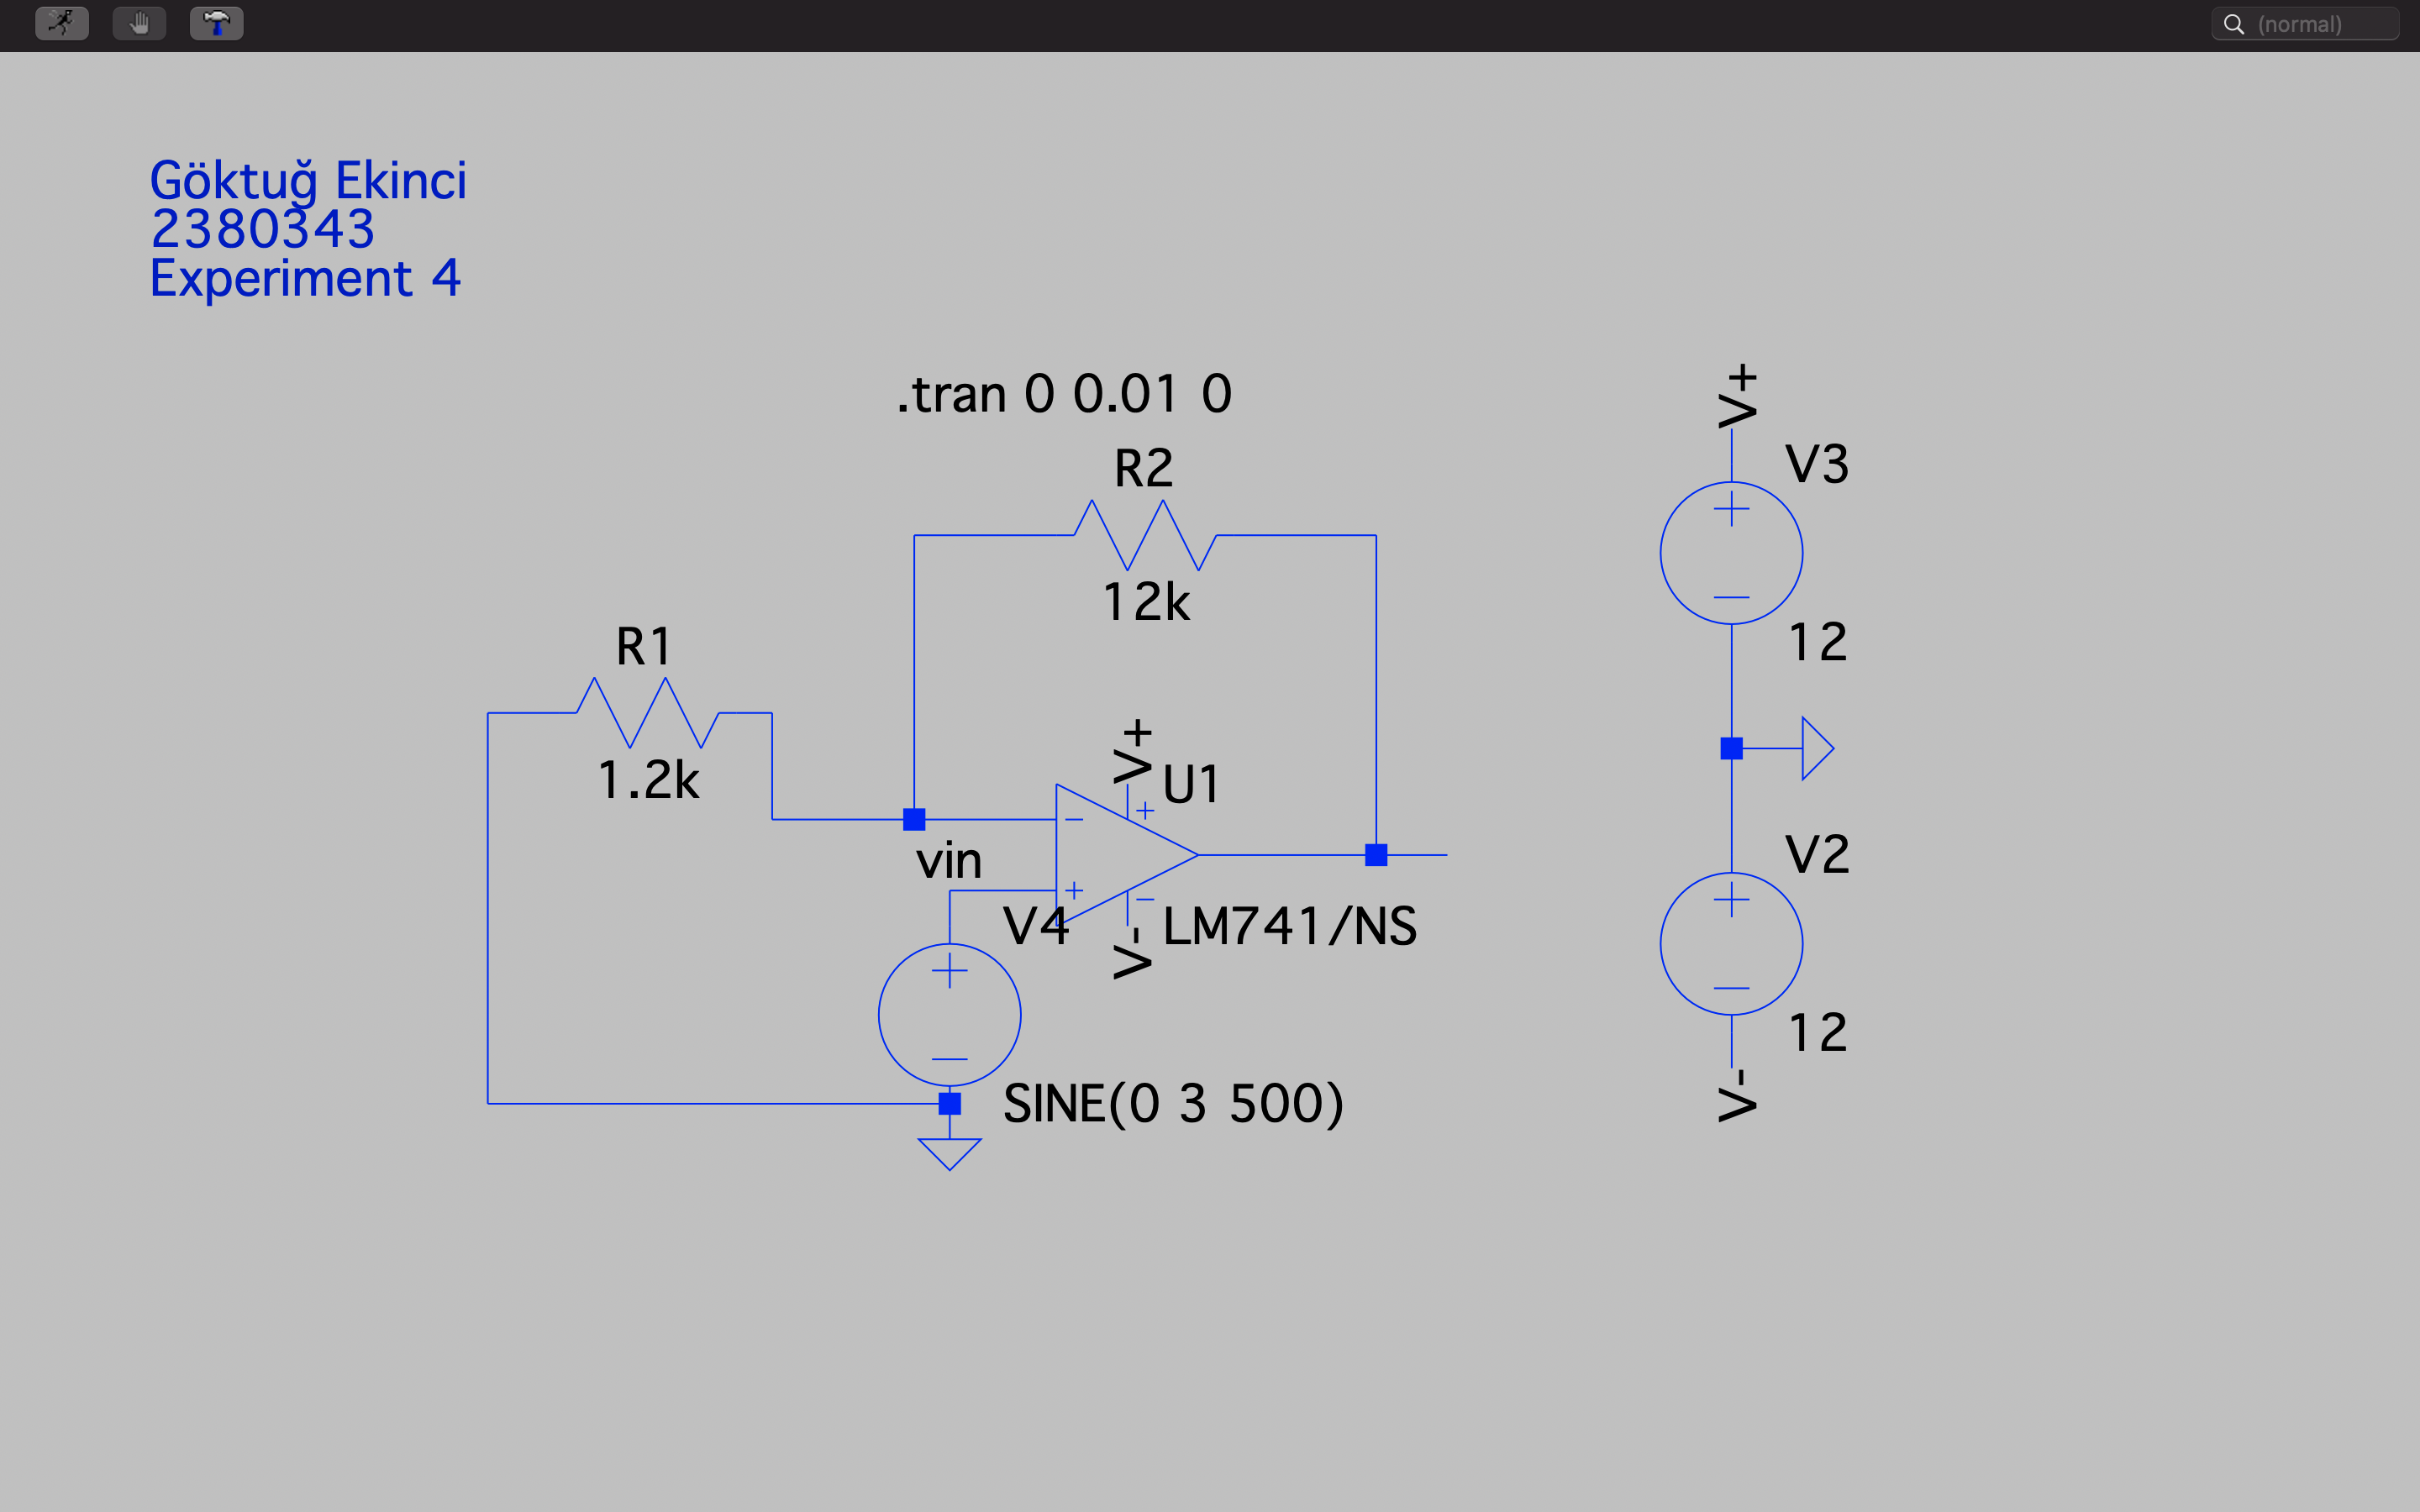 (normal)
Göktuğ Ekinci
2380343
Experiment 4
.tran 0 0.01 0
R2
12k
R1
1.2k
V+
U1
vin
V4
V-
LM741/NS
SINE(0 3 500)
V+
V3
12
V2
12
V-